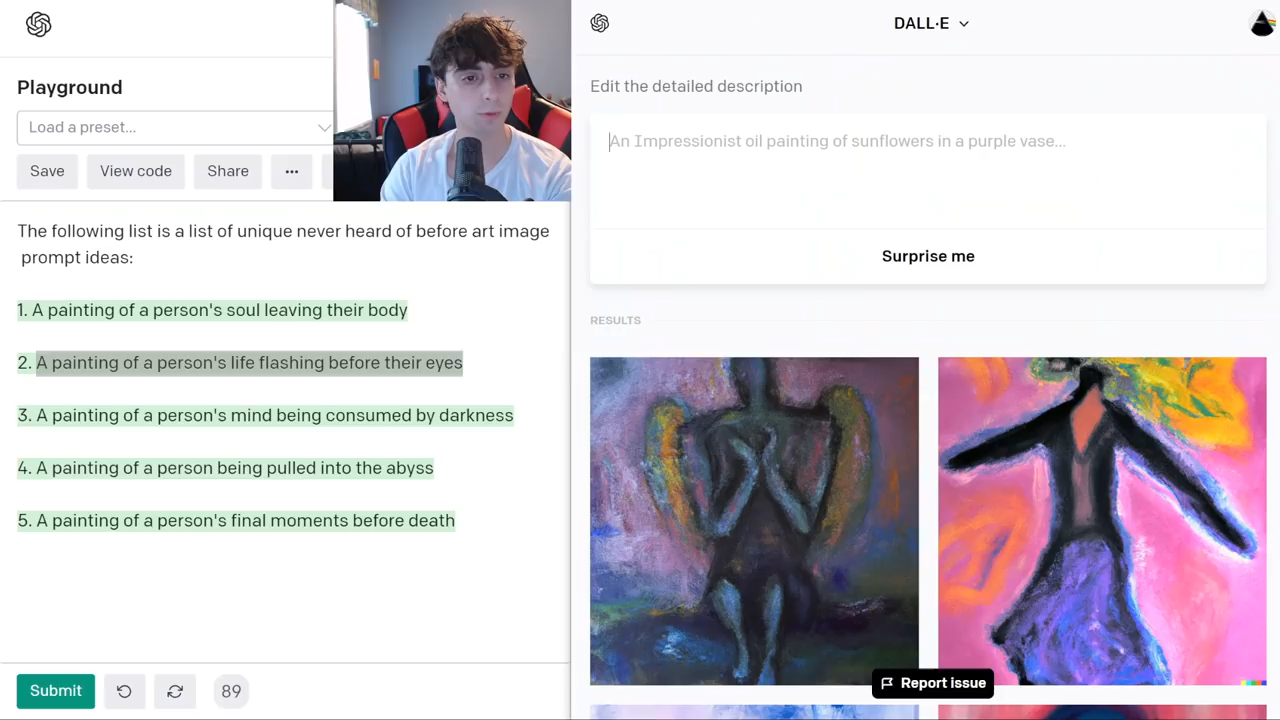 Playground
Load a preset...
Save
View code
Share
...
The following list is a list of unique never heard of before art image
prompt ideas:
1. A painting of a person's soul leaving their body
2. A painting of a person's life flashing before their eyes
3. A painting of a person's mind being consumed by darkness
4. A painting of a person being pulled into the abyss
5. A painting of a person's final moments before death
Submit
89
DALL·E
Edit the detailed description
An Impressionist oil painting of sunflowers in a purple vase...
Surprise me
RESULTS
Report issue